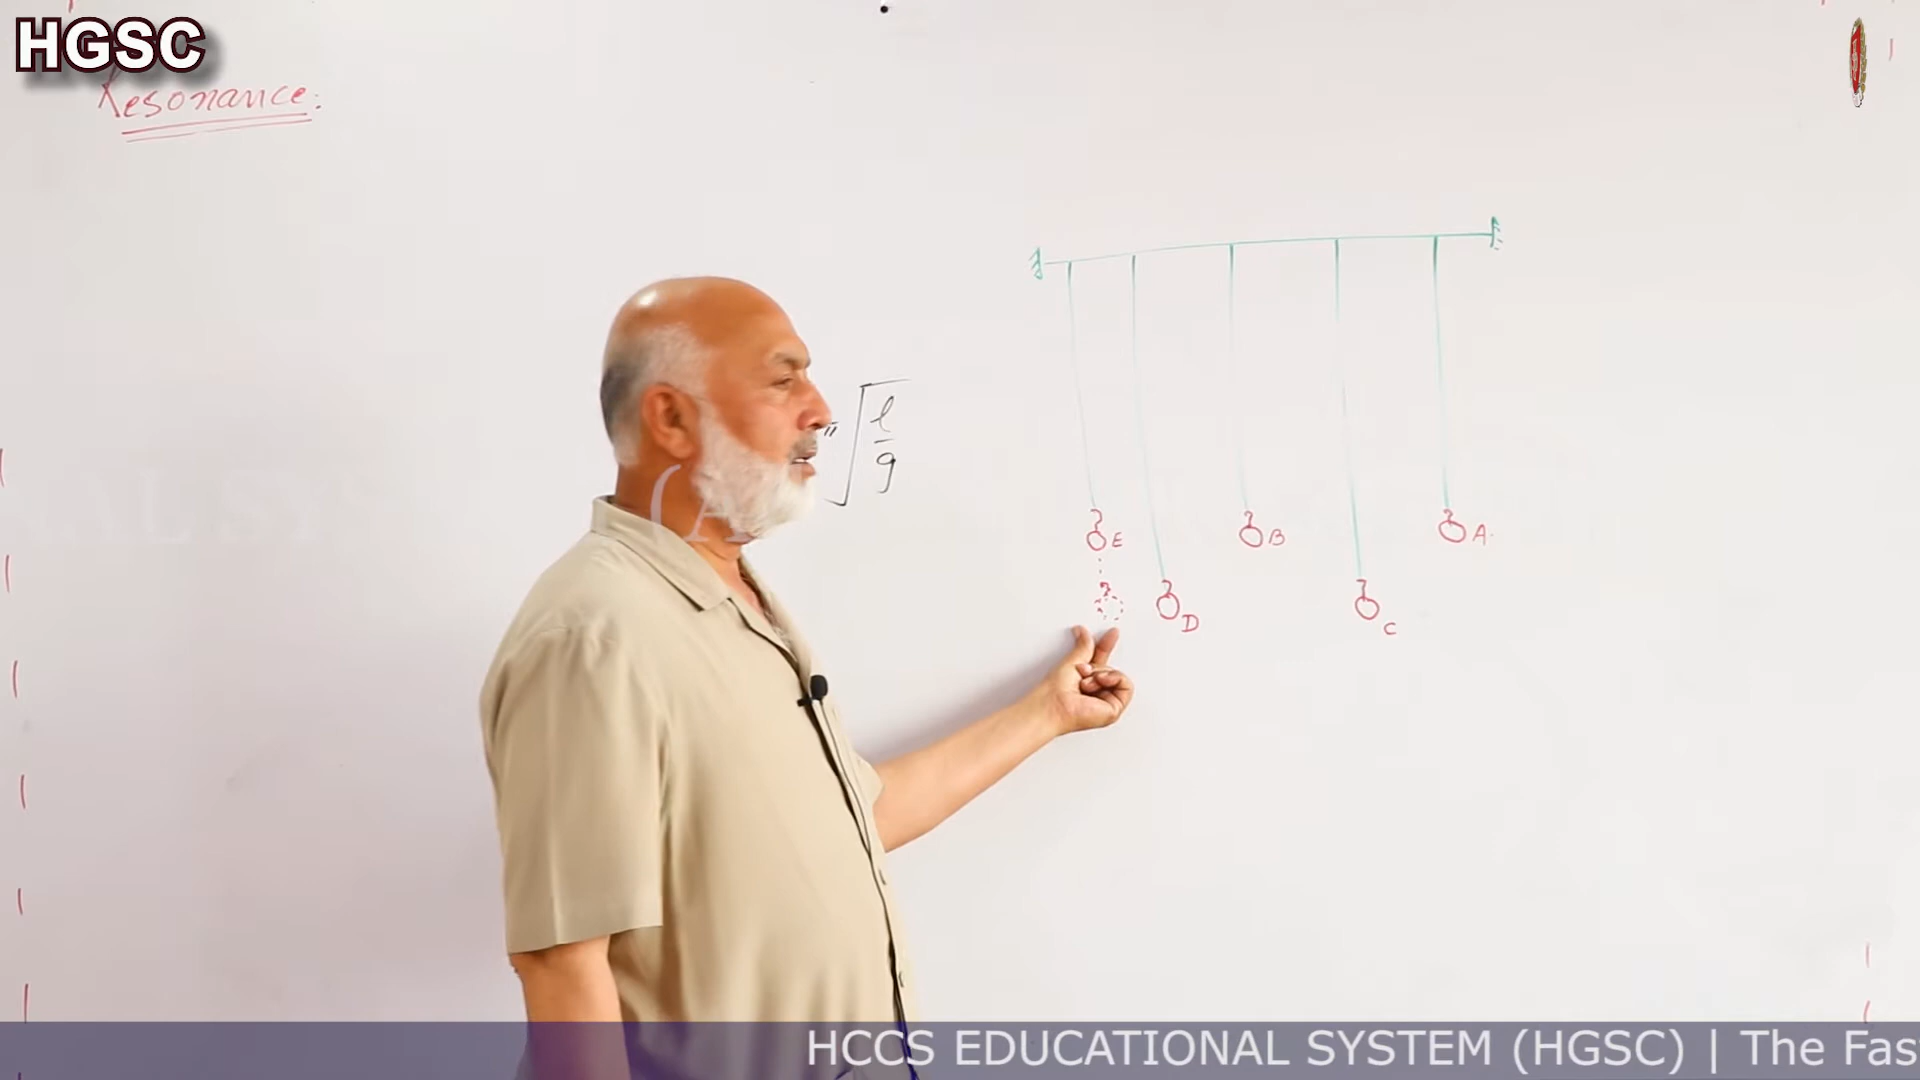 HGSC
Resonance:
π √ l
g
E
B
A.
D
C
HCCS EDUCATIONAL SYSTEM (HGSC) | The Fas